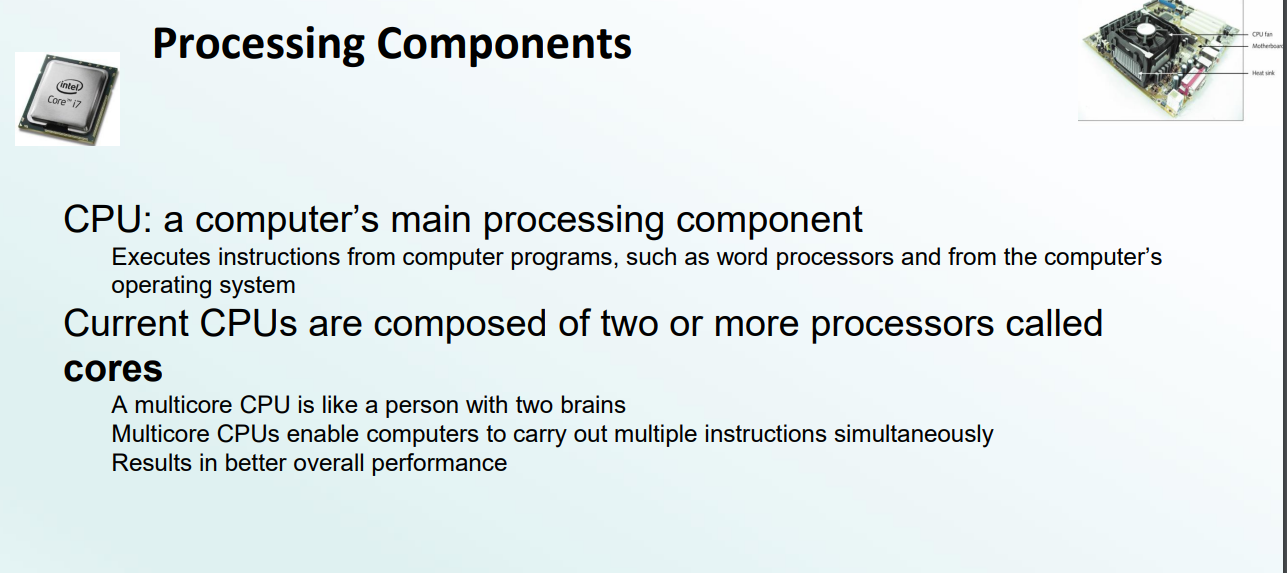 Processing Components
intel
Core™ i7
CPU fan
Motherboard
Heat sink
CPU: a computer’s main processing component
Executes instructions from computer programs, such as word processors and from the computer’s
operating system
Current CPUs are composed of two or more processors called
cores
A multicore CPU is like a person with two brains
Multicore CPUs enable computers to carry out multiple instructions simultaneously
Results in better overall performance